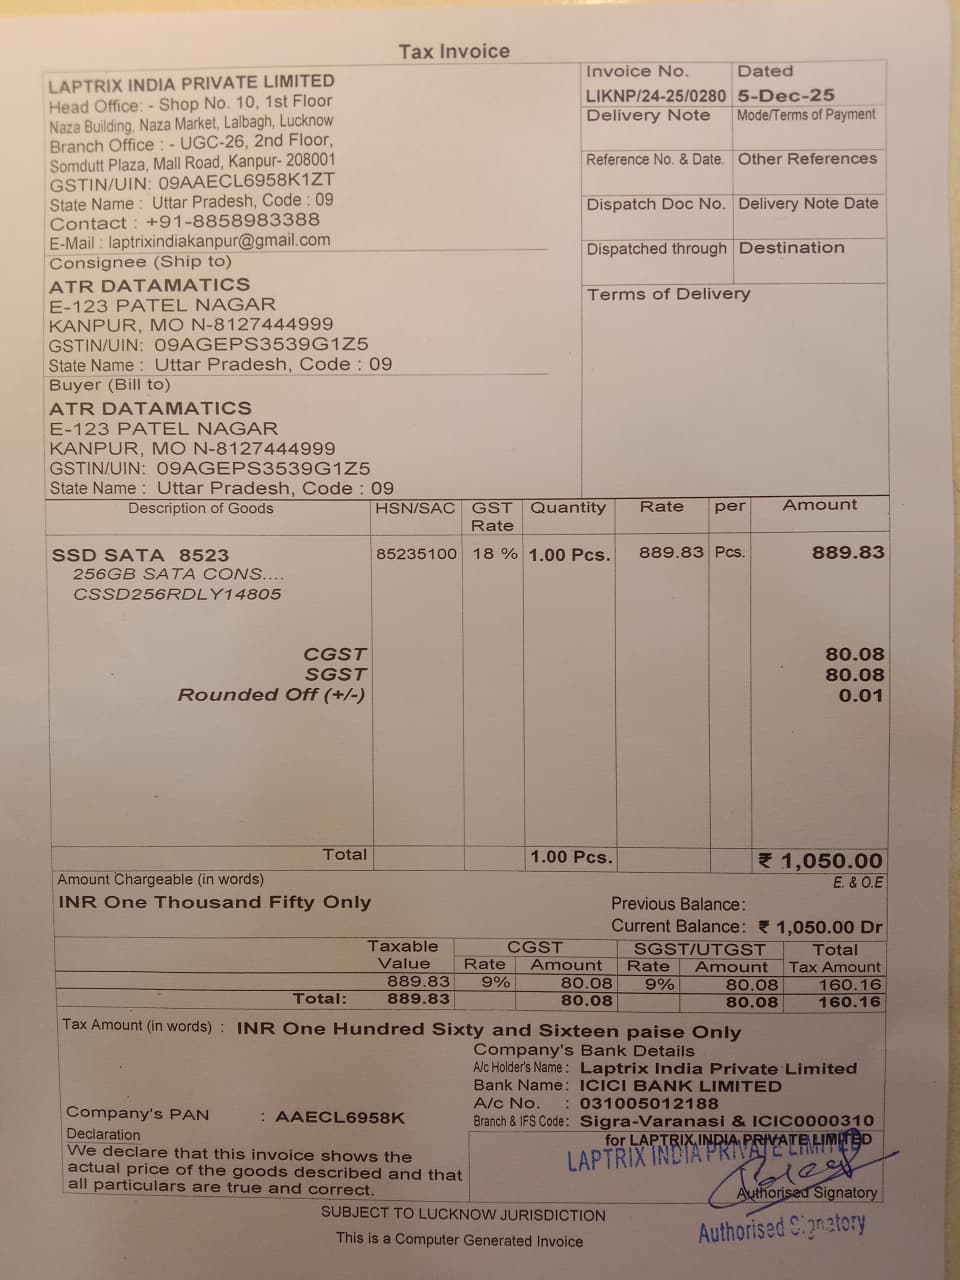 Tax Invoice
LAPTRIX INDIA PRIVATE LIMITED
Head Office: - Shop No. 10, 1st Floor
Naza Building, Naza Market, Lalbagh, Lucknow
Branch Office : - UGC-26, 2nd Floor,
Somdutt Plaza, Mall Road, Kanpur- 208001
GSTIN/UIN: 09AAECL6958K1ZT
State Name : Uttar Pradesh, Code : 09
Contact : +91-8858983388
E-Mail : laptrixindiakanpur@gmail.com
Invoice No. Dated
LIKNP/24-25/0280 5-Dec-25
Delivery Note Mode/Terms of Payment
Reference No. & Date. Other References
Dispatch Doc No. Delivery Note Date
Dispatched through Destination
Terms of Delivery
Consignee (Ship to)
ATR DATAMATICS
E-123 PATEL NAGAR
KANPUR, MO N-8127444999
GSTIN/UIN: 09AGEPS3539G1Z5
State Name : Uttar Pradesh, Code : 09
Buyer (Bill to)
ATR DATAMATICS
E-123 PATEL NAGAR
KANPUR, MO N-8127444999
GSTIN/UIN: 09AGEPS3539G1Z5
State Name : Uttar Pradesh, Code : 09
Description of Goods HSN/SAC GST Rate Quantity Rate per Amount
SSD SATA 8523 85235100 18 % 1.00 Pcs. 889.83 Pcs. 889.83
256GB SATA CONS....
CSSD256RDLY14805
CGST 80.08
SGST 80.08
Rounded Off (+/-) 0.01
Total 1.00 Pcs. ₹ 1,050.00
Amount Chargeable (in words) E. & O.E
INR One Thousand Fifty Only
Previous Balance:
Current Balance: ₹ 1,050.00 Dr
Taxable Value CGST SGST/UTGST Total Tax Amount
Rate Amount Rate Amount
889.83 9% 80.08 9% 80.08 160.16
Total: 889.83 80.08 80.08 160.16
Tax Amount (in words) : INR One Hundred Sixty and Sixteen paise Only
Company's Bank Details
A/c Holder's Name : Laptrix India Private Limited
Bank Name: ICICI BANK LIMITED
A/c No. : 031005012188
Branch & IFS Code: Sigra-Varanasi & ICIC0000310
Company's PAN : AAECL6958K
Declaration
We declare that this invoice shows the
actual price of the goods described and that
all particulars are true and correct.
for LAPTRIX INDIA PRIVATE LIMITED
LAPTRIX INDIA PRIVATE LIMITED
Authorised Signatory
Authorised Signatory
SUBJECT TO LUCKNOW JURISDICTION
This is a Computer Generated Invoice